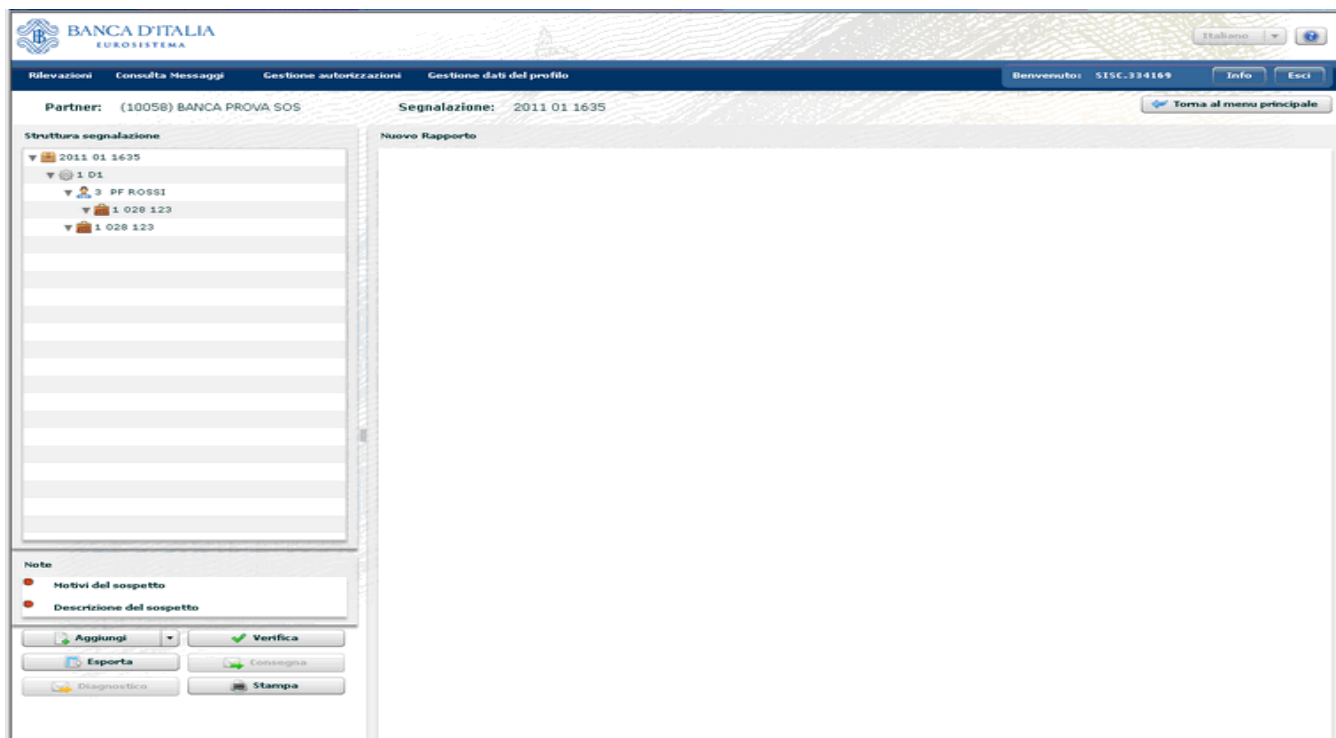 BANCA D'ITALIA
EUROSISTEMA
Italiano
Rilevazioni Consulta Messaggi Gestione autorizzazioni Gestione dati del profilo Benvenuto: SISC.334169 Info Esci
Partner: (10058) BANCA PROVA SOS Segnalazione: 2011 01 1635 Torna al menu principale
Struttura segnalazione Nuovo Rapporto
2011 01 1635
1 D1
3 PF ROSSI
1 028 123
1 028 123
Note
Motivi del sospetto
Descrizione del sospetto
Aggiungi Verifica
Esporta Consegna
Diagnostico Stampa